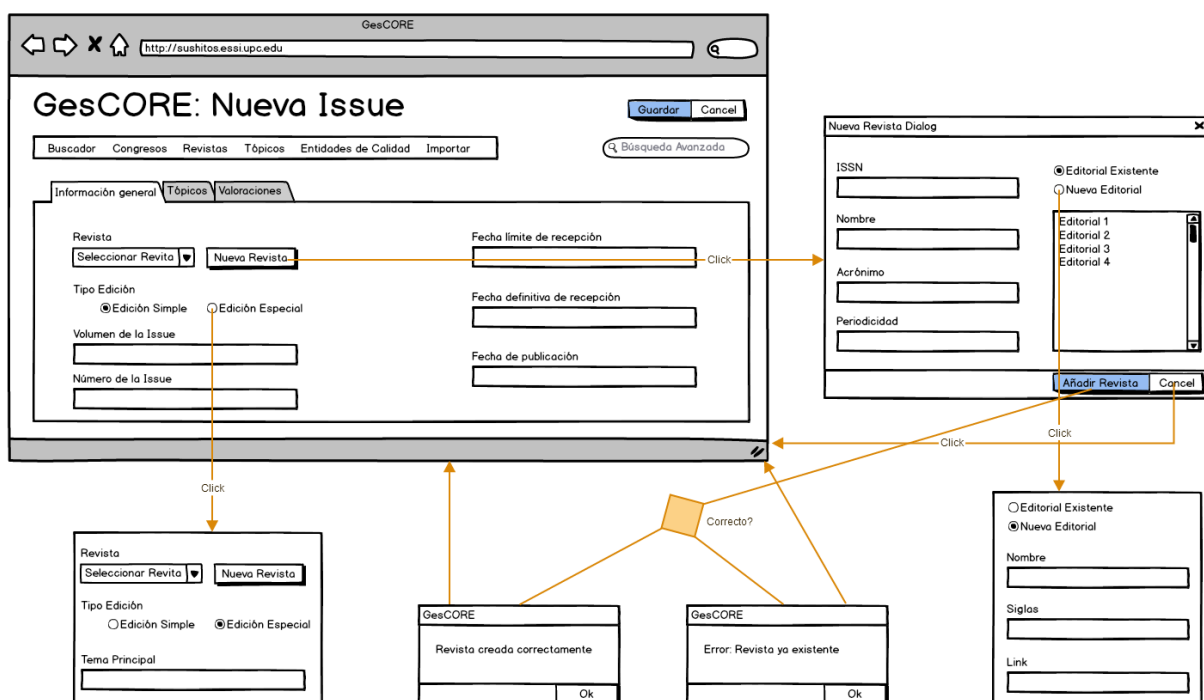 GesCORE
http://sushitos.essi.upc.edu
GesCORE: Nueva Issue
Guardar Cancel
Buscador Congresos Revistas Tópicos Entidades de Calidad Importar
Búsqueda Avanzada
Información general Tópicos Valoraciones
Revista
Seleccionar Revita Nueva Revista
Tipo Edición
Edición Simple Edición Especial
Volumen de la Issue
Número de la Issue
Fecha límite de recepción
Fecha definitiva de recepción
Fecha de publicación
Click
Nueva Revista Dialog
ISSN
Nombre
Acrónimo
Periodicidad
Editorial Existente
Nueva Editorial
Editorial 1
Editorial 2
Editorial 3
Editorial 4
Añadir Revista Cancel
Click
Click
Click
Correcto?
Revista
Seleccionar Revita Nueva Revista
Tipo Edición
Edición Simple Edición Especial
Tema Principal
GesCORE
Revista creada correctamente
Ok
GesCORE
Error: Revista ya existente
Ok
Editorial Existente
Nueva Editorial
Nombre
Siglas
Link